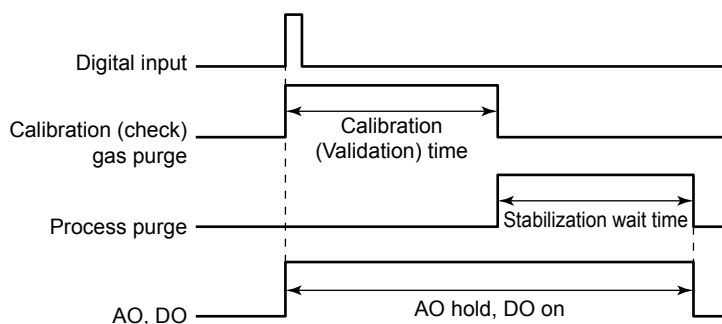 Digital input
Calibration (check)
gas purge
Calibration
(Validation) time
Process purge
Stabilization wait time
AO, DO
AO hold, DO on